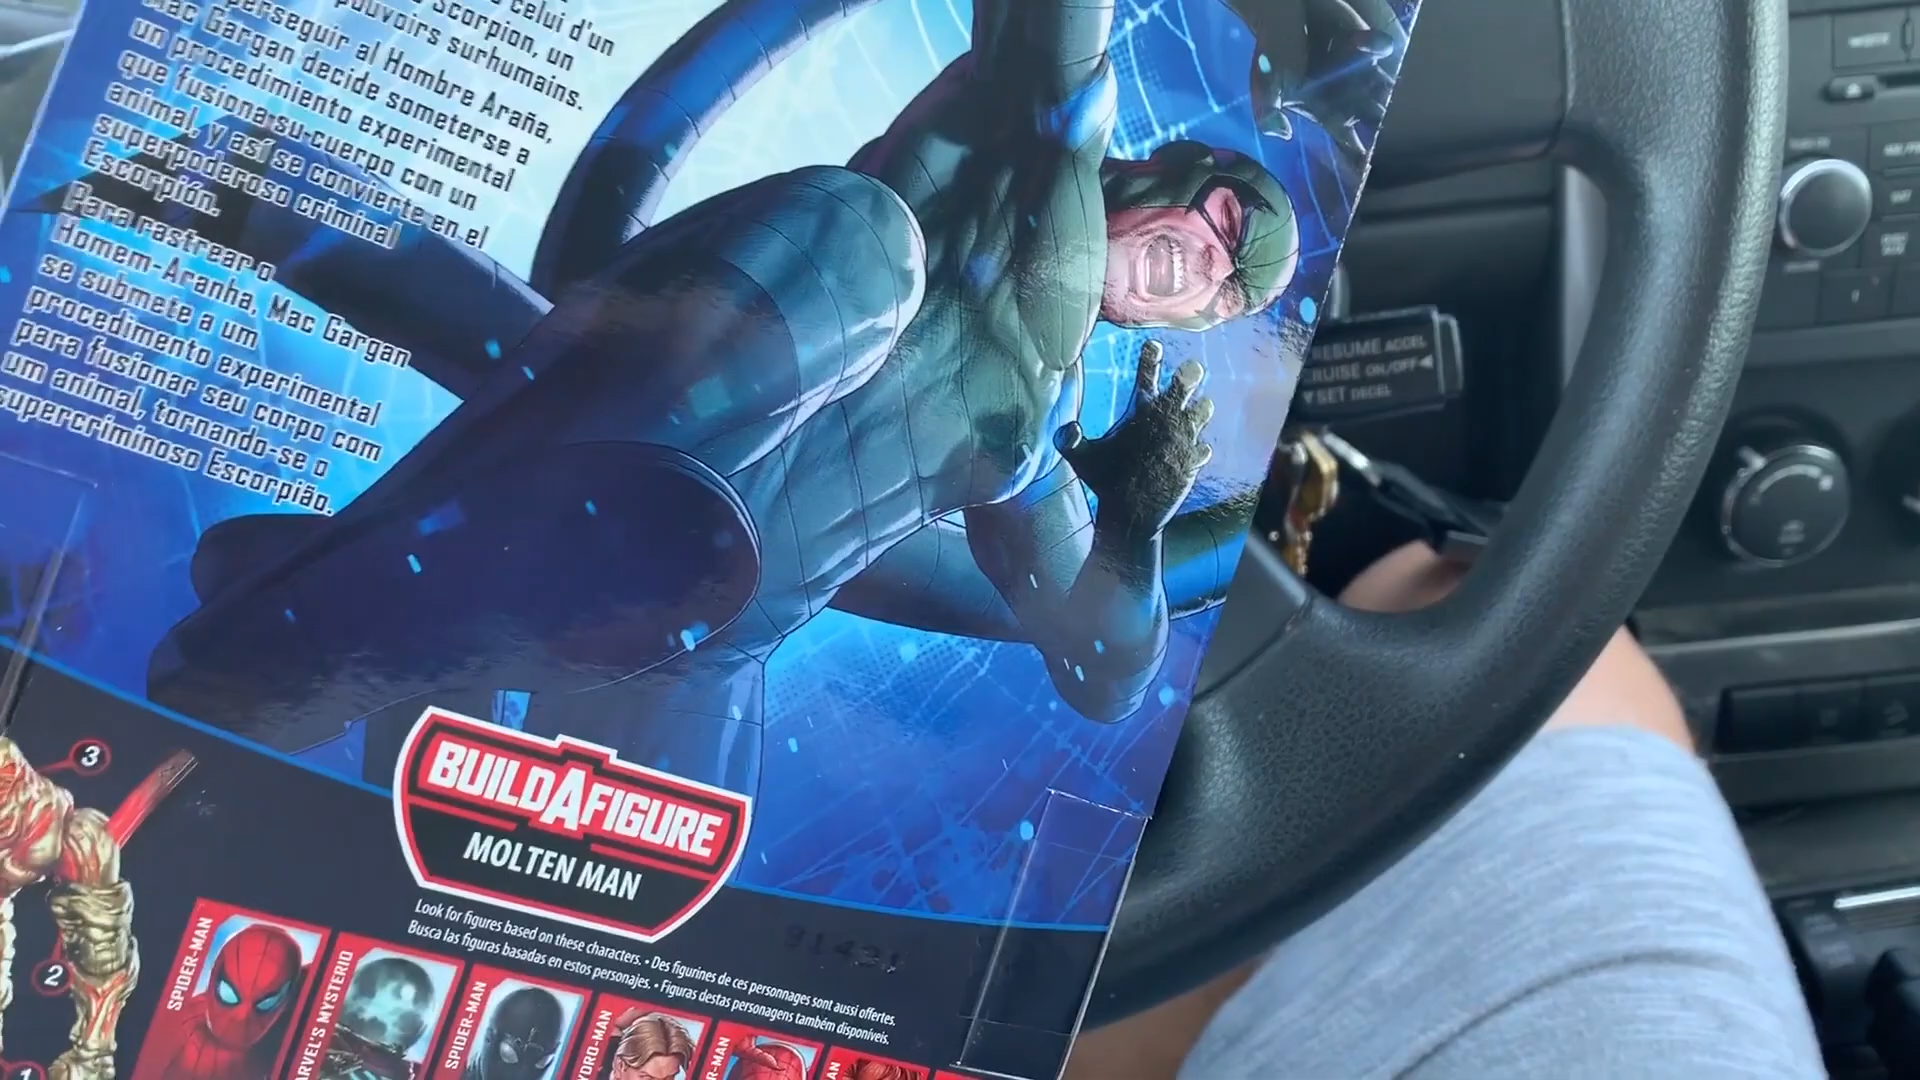 celui d'un
Scorpion, un
pouvoirs surhumains.
perseguir al Hombre Araña,
Mac Gargan decide someterse a
un procedimiento experimental
que fusiona su cuerpo con un
animal, y así se convierte en el
superpoderoso criminal
Escorpión.
Para rastrear o
Homem-Aranha, Mac Gargan
se submete a um
procedimento experimental
para fusionar seu corpo com
um animal, tornando-se o
supercriminoso Escorpião.
RESUME ACCEL
CRUISE ON/OFF
SET DECEL
3
2
1
BUILDAFIGURE
MOLTEN MAN
Look for figures based on these characters. • Des figurines de ces personnages sont aussi offertes.
Busca las figuras basadas en estos personajes. • Figuras destas personagens também disponíveis.
SPIDER-MAN
MARVEL'S MYSTERIO
SPIDER-MAN